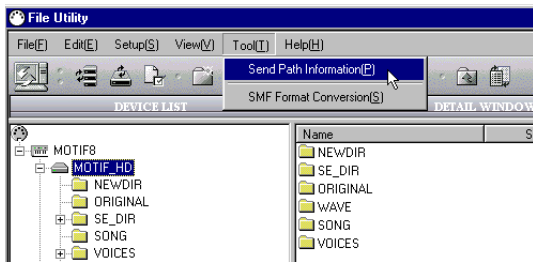 File Utility
File(F) Edit(E) Setup(S) View(V) Tool(T) Help(H)
Send Path Information(P)
SMF Format Conversion(S)
DEVICE LIST
DETAIL WINDOW
MOTIF8
MOTIF_HD
NEWDIR
ORIGINAL
SE_DIR
SONG
VOICES
Name S
NEWDIR
SE_DIR
ORIGINAL
WAVE
SONG
VOICES